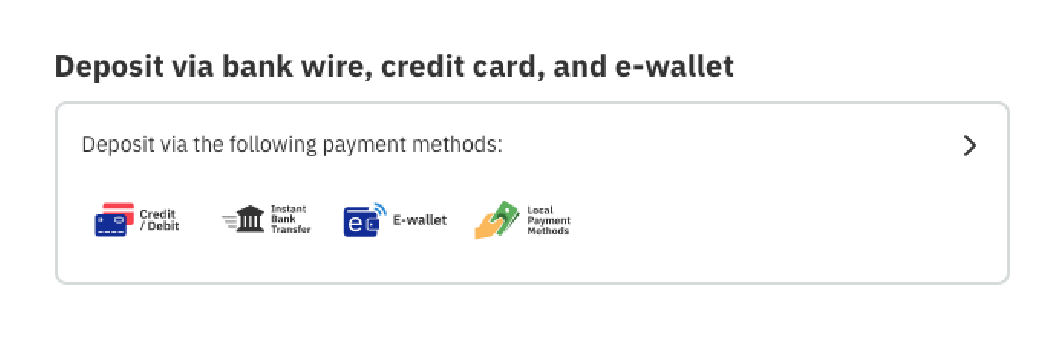 Deposit via bank wire, credit card, and e-wallet
Deposit via the following payment methods:
Credit
/ Debit
Instant
Bank
Transfer
e
E-wallet
Local
Payment
Methods